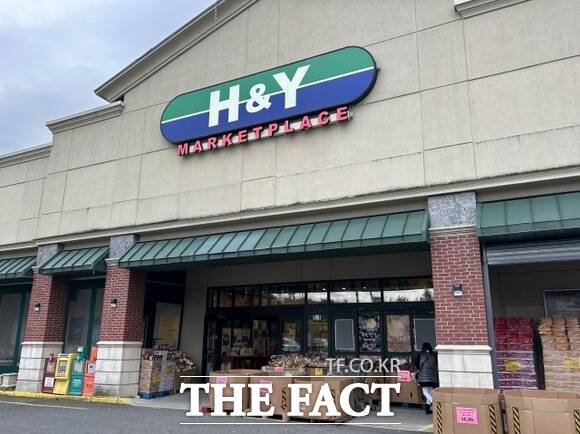 H&Y
MARKETPLACE
TF.CO.KR
THE FACT